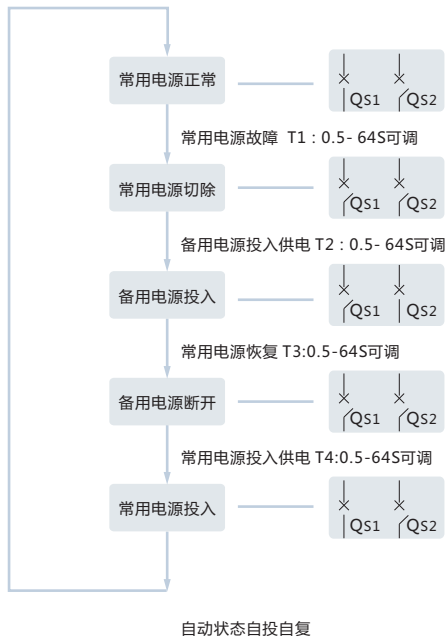 常用电源正常
QS1 QS2
常用电源故障 T1：0.5- 64S可调
常用电源切除
QS1 QS2
备用电源投入供电 T2：0.5- 64S可调
备用电源投入
QS1 QS2
常用电源恢复 T3:0.5-64S可调
备用电源断开
QS1 QS2
常用电源投入供电 T4:0.5-64S可调
常用电源投入
QS1 QS2
自动状态自投自复